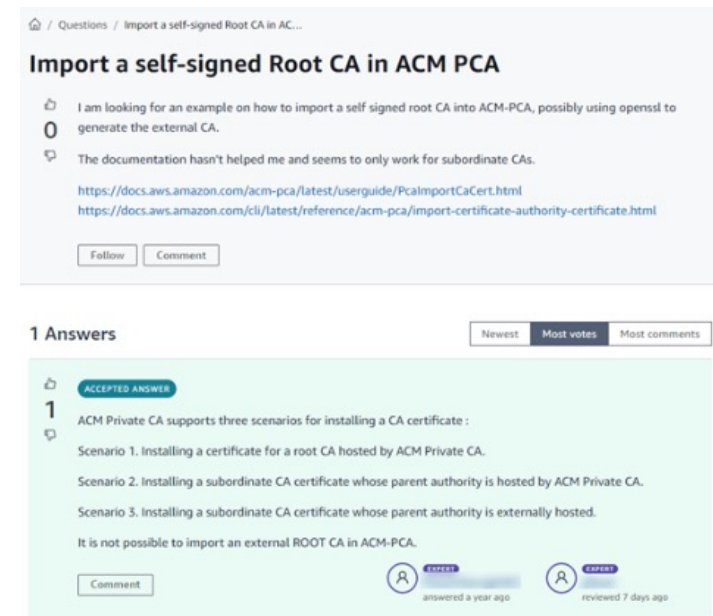 / Questions / Import a self-signed Root CA in AC...
Import a self-signed Root CA in ACM PCA
I am looking for an example on how to import a self signed root CA into ACM-PCA, possibly using openssl to
0
generate the external CA.
The documentation hasn't helped me and seems to only work for subordinate CAs.
https://docs.aws.amazon.com/acm-pca/latest/userguide/PcaImportCaCert.html
https://docs.aws.amazon.com/cli/latest/reference/acm-pca/import-certificate-authority-certificate.html
Follow Comment
1 Answers Newest Most votes Most comments
ACCEPTED ANSWER
1
ACM Private CA supports three scenarios for installing a CA certificate :
Scenario 1. Installing a certificate for a root CA hosted by ACM Private CA.
Scenario 2. Installing a subordinate CA certificate whose parent authority is hosted by ACM Private CA.
Scenario 3. Installing a subordinate CA certificate whose parent authority is externally hosted.
It is not possible to import an external ROOT CA in ACM-PCA.
EXPERT EXPERT
Comment
answered a year ago reviewed 7 days ago